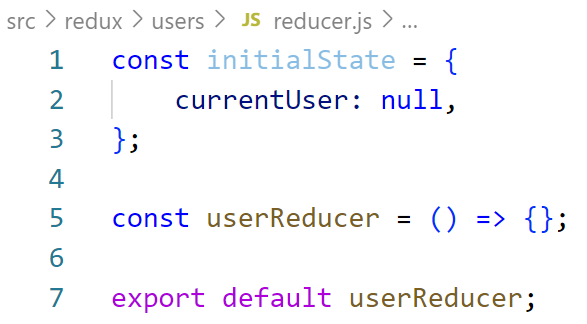 src > redux > users > JS reducer.js > ...
1 const initialState = {
2     currentUser: null,
3 };
4
5 const userReducer = () => {};
6
7 export default userReducer;